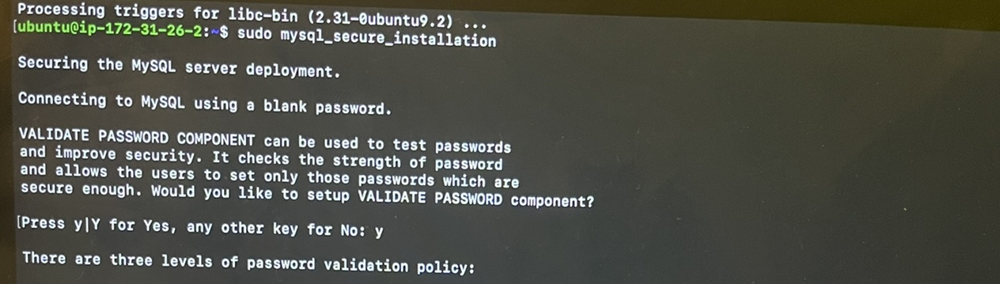 Processing triggers for libc-bin (2.31-0ubuntu9.2) ...
[ubuntu@ip-172-31-26-2:~$ sudo mysql_secure_installation
Securing the MySQL server deployment.
Connecting to MySQL using a blank password.
VALIDATE PASSWORD COMPONENT can be used to test passwords
and improve security. It checks the strength of password
and allows the users to set only those passwords which are
secure enough. Would you like to setup VALIDATE PASSWORD component?
[Press y|Y for Yes, any other key for No: y
There are three levels of password validation policy: